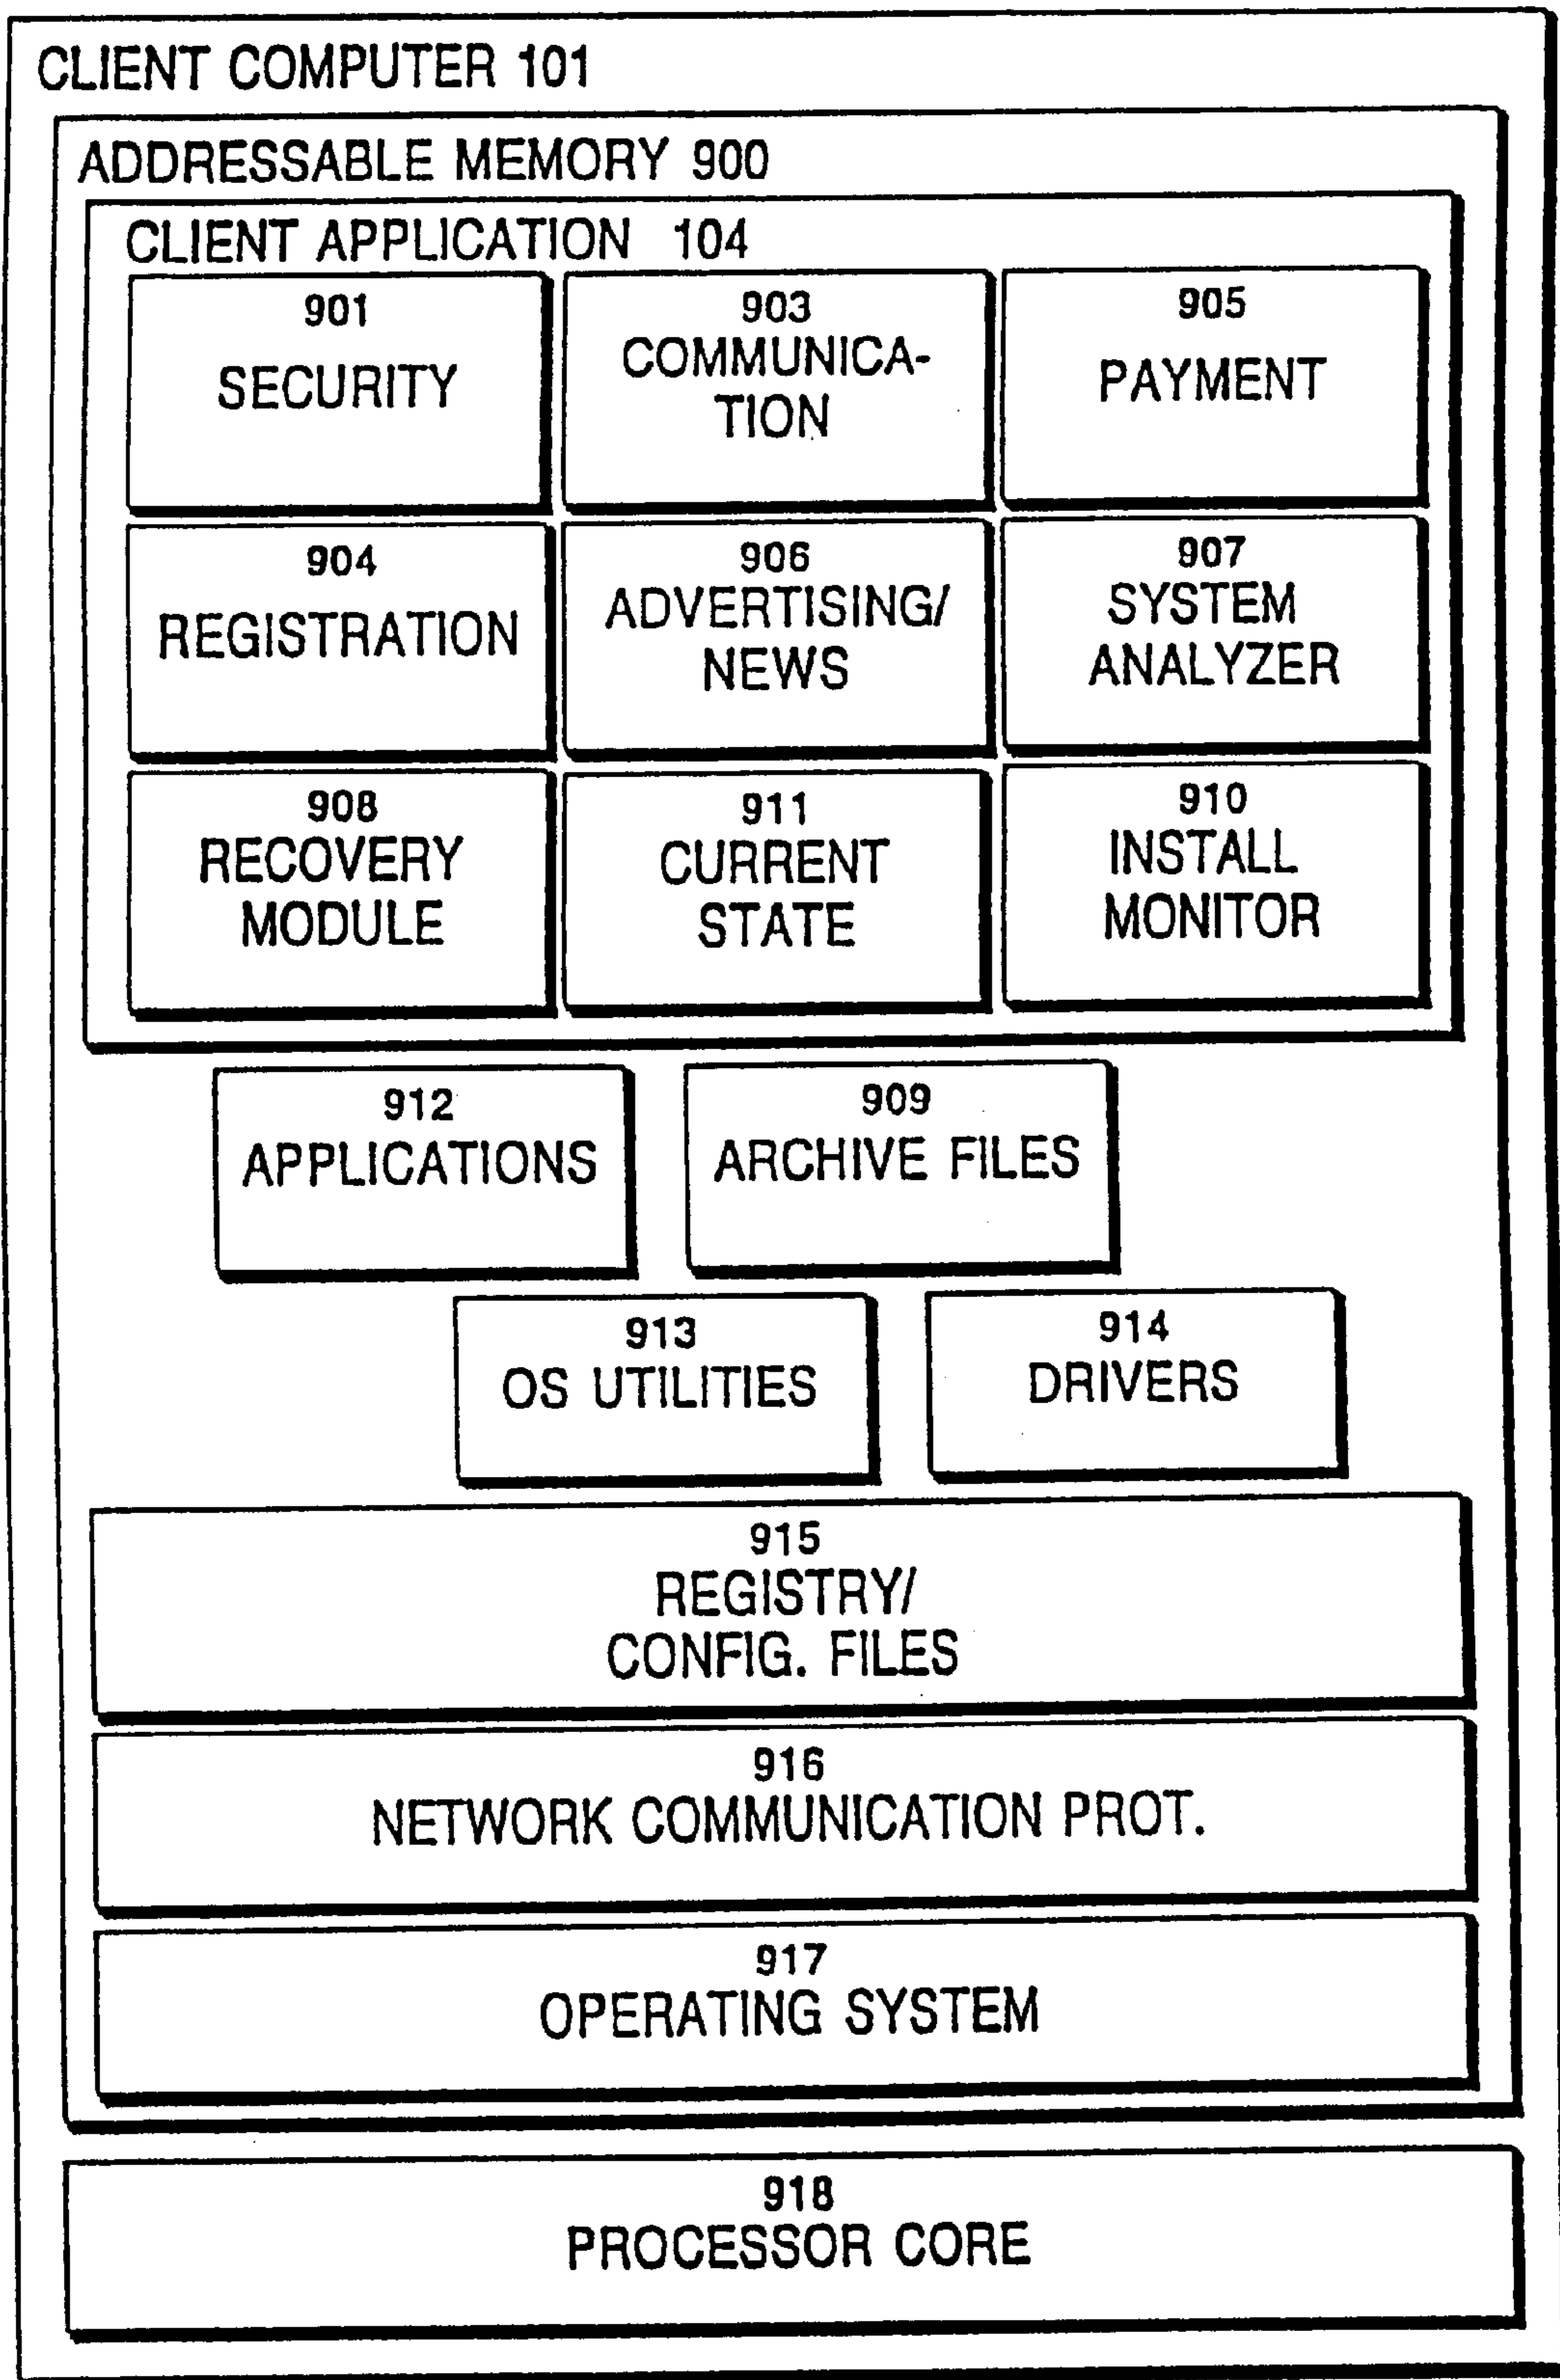 CLIENT COMPUTER 101
ADDRESSABLE MEMORY 900
CLIENT APPLICATION 104
901
SECURITY
903
COMMUNICA-
TION
905
PAYMENT
904
REGISTRATION
906
ADVERTISING/
NEWS
907
SYSTEM
ANALYZER
908
RECOVERY
MODULE
911
CURRENT
STATE
910
INSTALL
MONITOR
912
APPLICATIONS
909
ARCHIVE FILES
913
OS UTILITIES
914
DRIVERS
915
REGISTRY/
CONFIG. FILES
916
NETWORK COMMUNICATION PROT.
917
OPERATING SYSTEM
918
PROCESSOR CORE